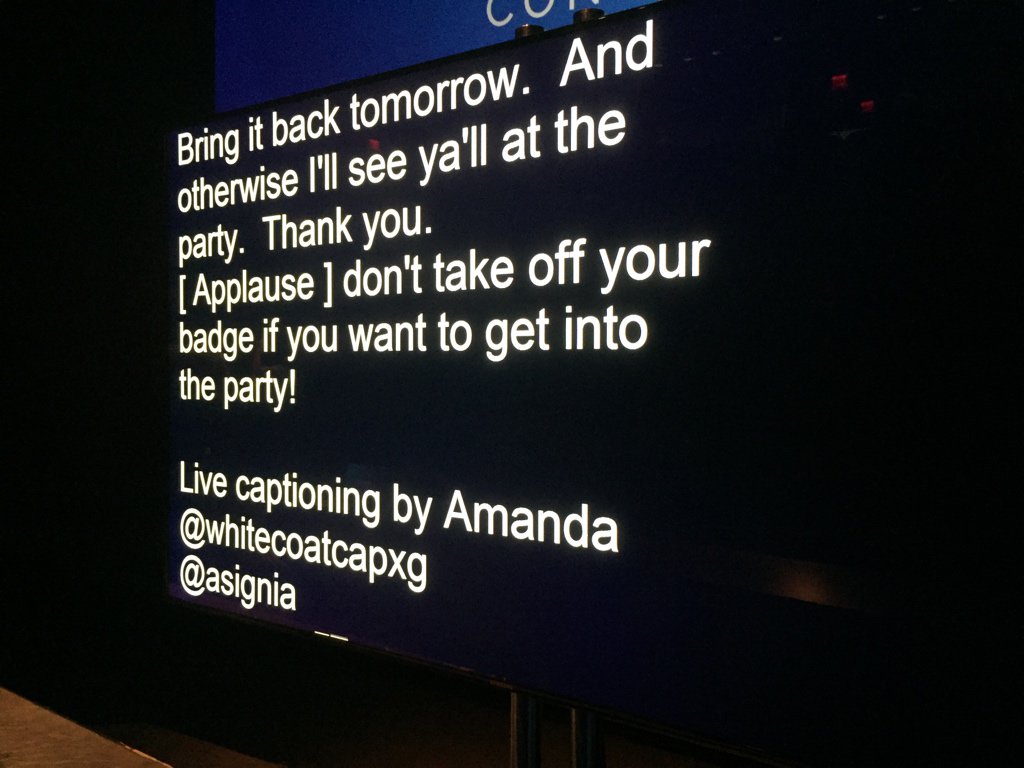 CON
Bring it back tomorrow.  And
otherwise I'll see ya'll at the
party.  Thank you.
[ Applause ] don't take off your
badge if you want to get into
the party!
Live captioning by Amanda
@whitecoatcapxg
@asignia